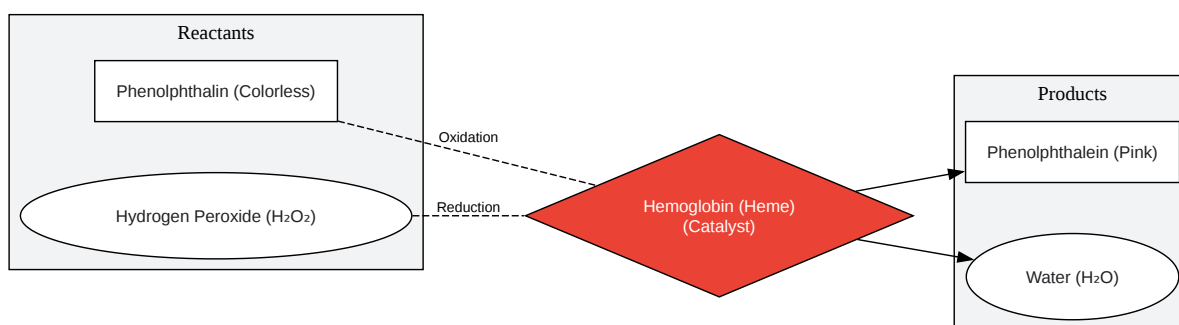 Reactants
Phenolphthalin (Colorless)
Oxidation
Hydrogen Peroxide (H₂O₂)
Reduction
Hemoglobin (Heme)
(Catalyst)
Products
Phenolphthalein (Pink)
Water (H₂O)